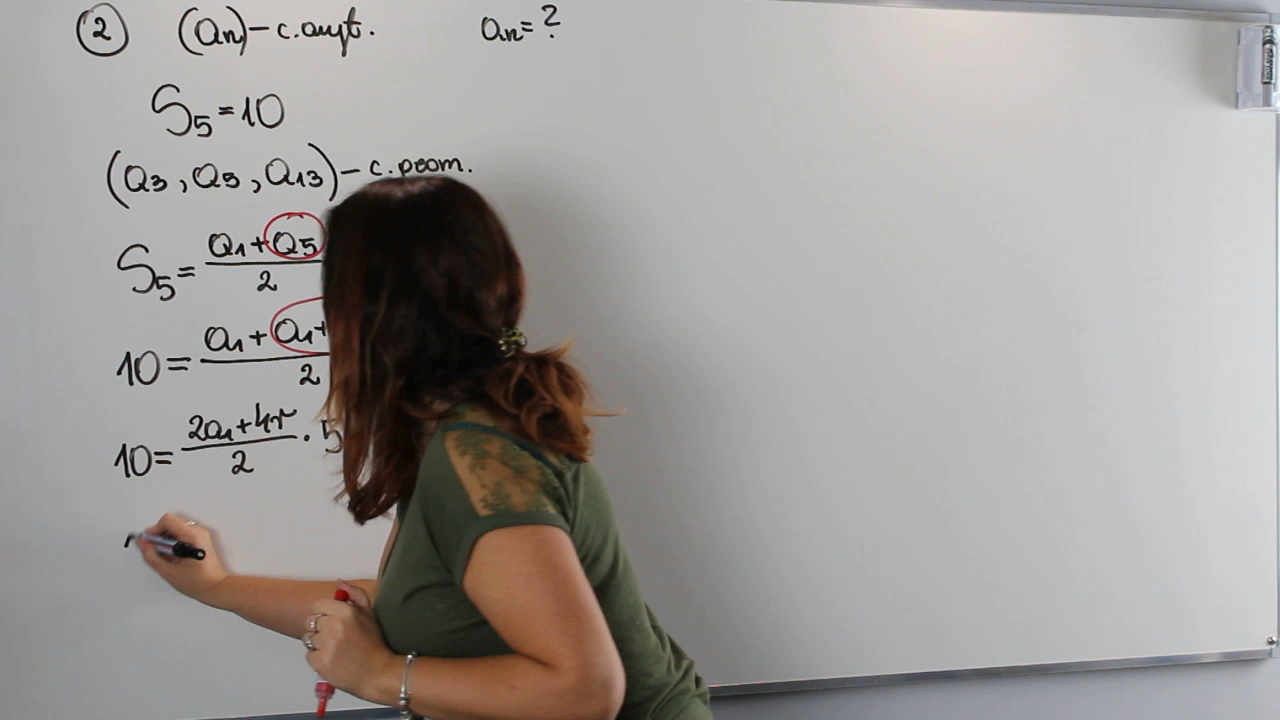 ② (an) – c. aryt. an = ?
S5 = 10
(a3, a5, a13) – c. geom.
S5 = (a1 + a5)/2
10 = (a1 + a1 +)/2
10 = (2a1 + 4r)/2 · 5